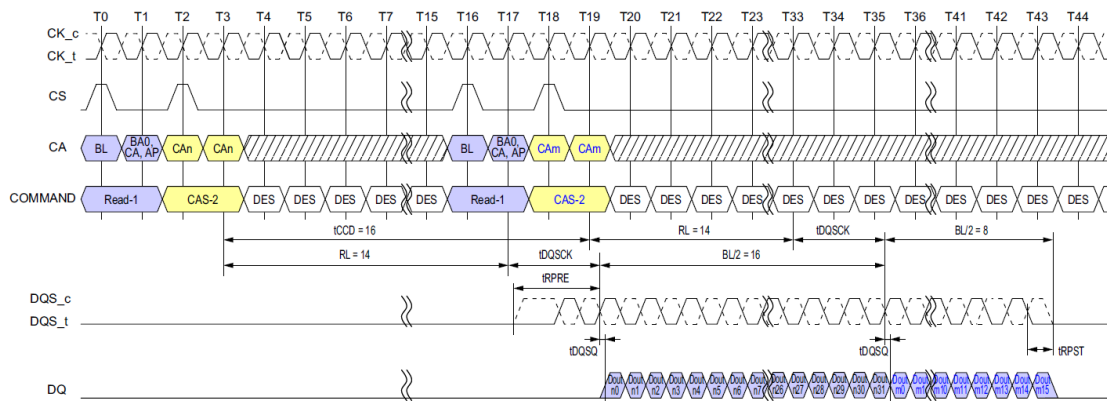 T0 T1 T2 T3 T4 T5 T6 T7 T15 T16 T17 T18 T19 T20 T21 T22 T23 T33 T34 T35 T36 T41 T42 T43 T44
CK_c
CK_t
CS
CA BL BA0, CA, AP CAn CAn BL BA0, CA, AP CAm CAm
COMMAND Read-1 CAS-2 DES DES DES DES DES Read-1 CAS-2 DES DES DES DES DES DES DES DES DES DES DES DES
tCCD = 16 RL = 14 tDQSCK BL/2 = 8
RL = 14 tDQSCK BL/2 = 16
tRPRE
DQS_c
DQS_t
tDQSQ tDQSQ tRPST
DQ Dout n0 Dout n1 Dout n2 Dout n3 Dout n4 Dout n5 Dout n6 Dout n7 Dout n26 Dout n27 Dout n28 Dout n29 Dout n30 Dout n31 Dout m0 Dout m1 Dout m10 Dout m11 Dout m12 Dout m13 Dout m14 Dout m15